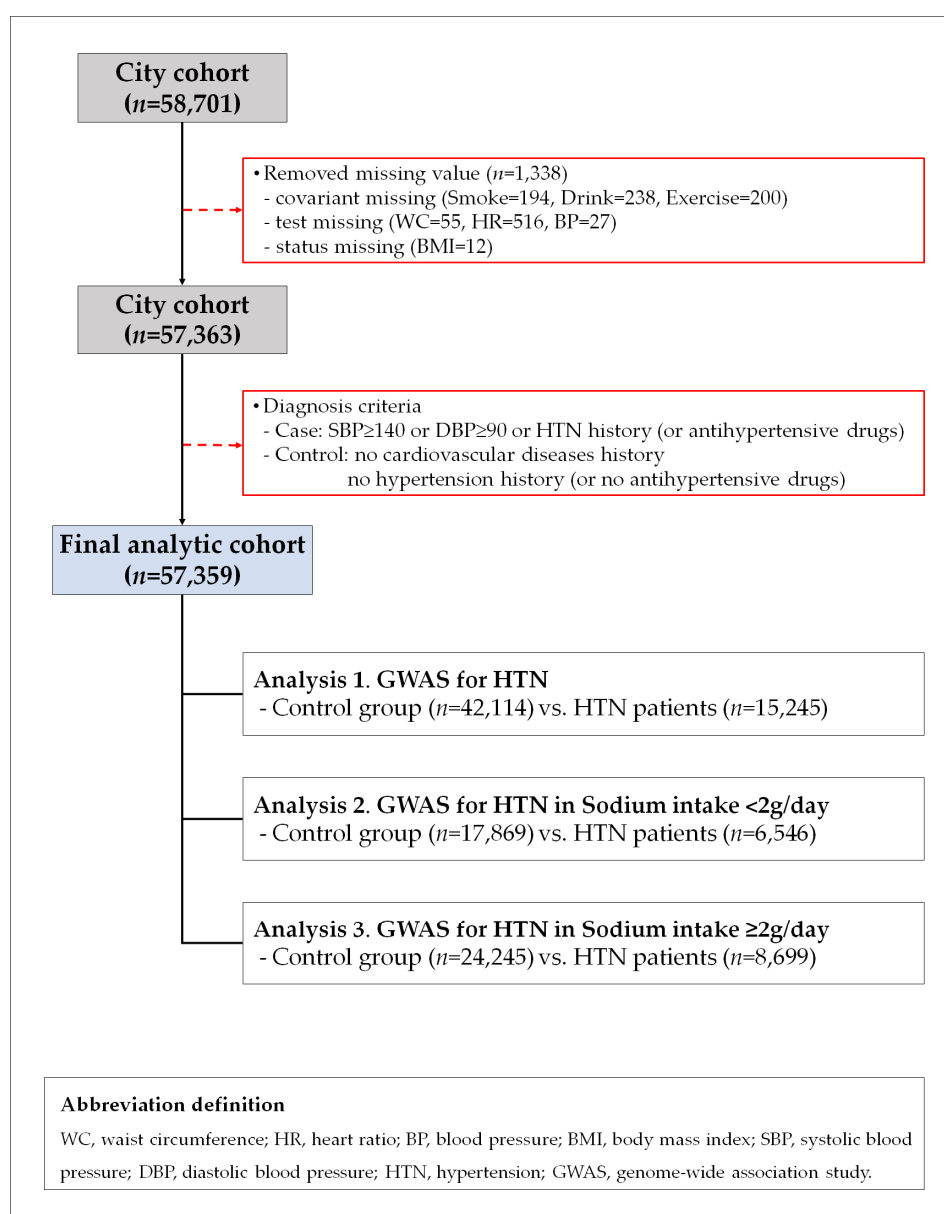 City cohort
(n=58,701)
• Removed missing value (n=1,338)
- covariant missing (Smoke=194, Drink=238, Exercise=200)
- test missing (WC=55, HR=516, BP=27)
- status missing (BMI=12)
City cohort
(n=57,363)
• Diagnosis criteria
- Case: SBP≥140 or DBP≥90 or HTN history (or antihypertensive drugs)
- Control: no cardiovascular diseases history
no hypertension history (or no antihypertensive drugs)
Final analytic cohort
(n=57,359)
Analysis 1. GWAS for HTN
- Control group (n=42,114) vs. HTN patients (n=15,245)
Analysis 2. GWAS for HTN in Sodium intake <2g/day
- Control group (n=17,869) vs. HTN patients (n=6,546)
Analysis 3. GWAS for HTN in Sodium intake ≥2g/day
- Control group (n=24,245) vs. HTN patients (n=8,699)
Abbreviation definition
WC, waist circumference; HR, heart ratio; BP, blood pressure; BMI, body mass index; SBP, systolic blood
pressure; DBP, diastolic blood pressure; HTN, hypertension; GWAS, genome-wide association study.